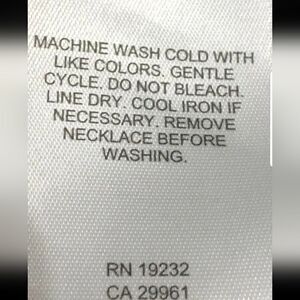 MACHINE WASH COLD WITH
LIKE COLORS. GENTLE
CYCLE. DO NOT BLEACH.
LINE DRY. COOL IRON IF
NECESSARY. REMOVE
NECKLACE BEFORE
WASHING.
RN 19232
CA 29961